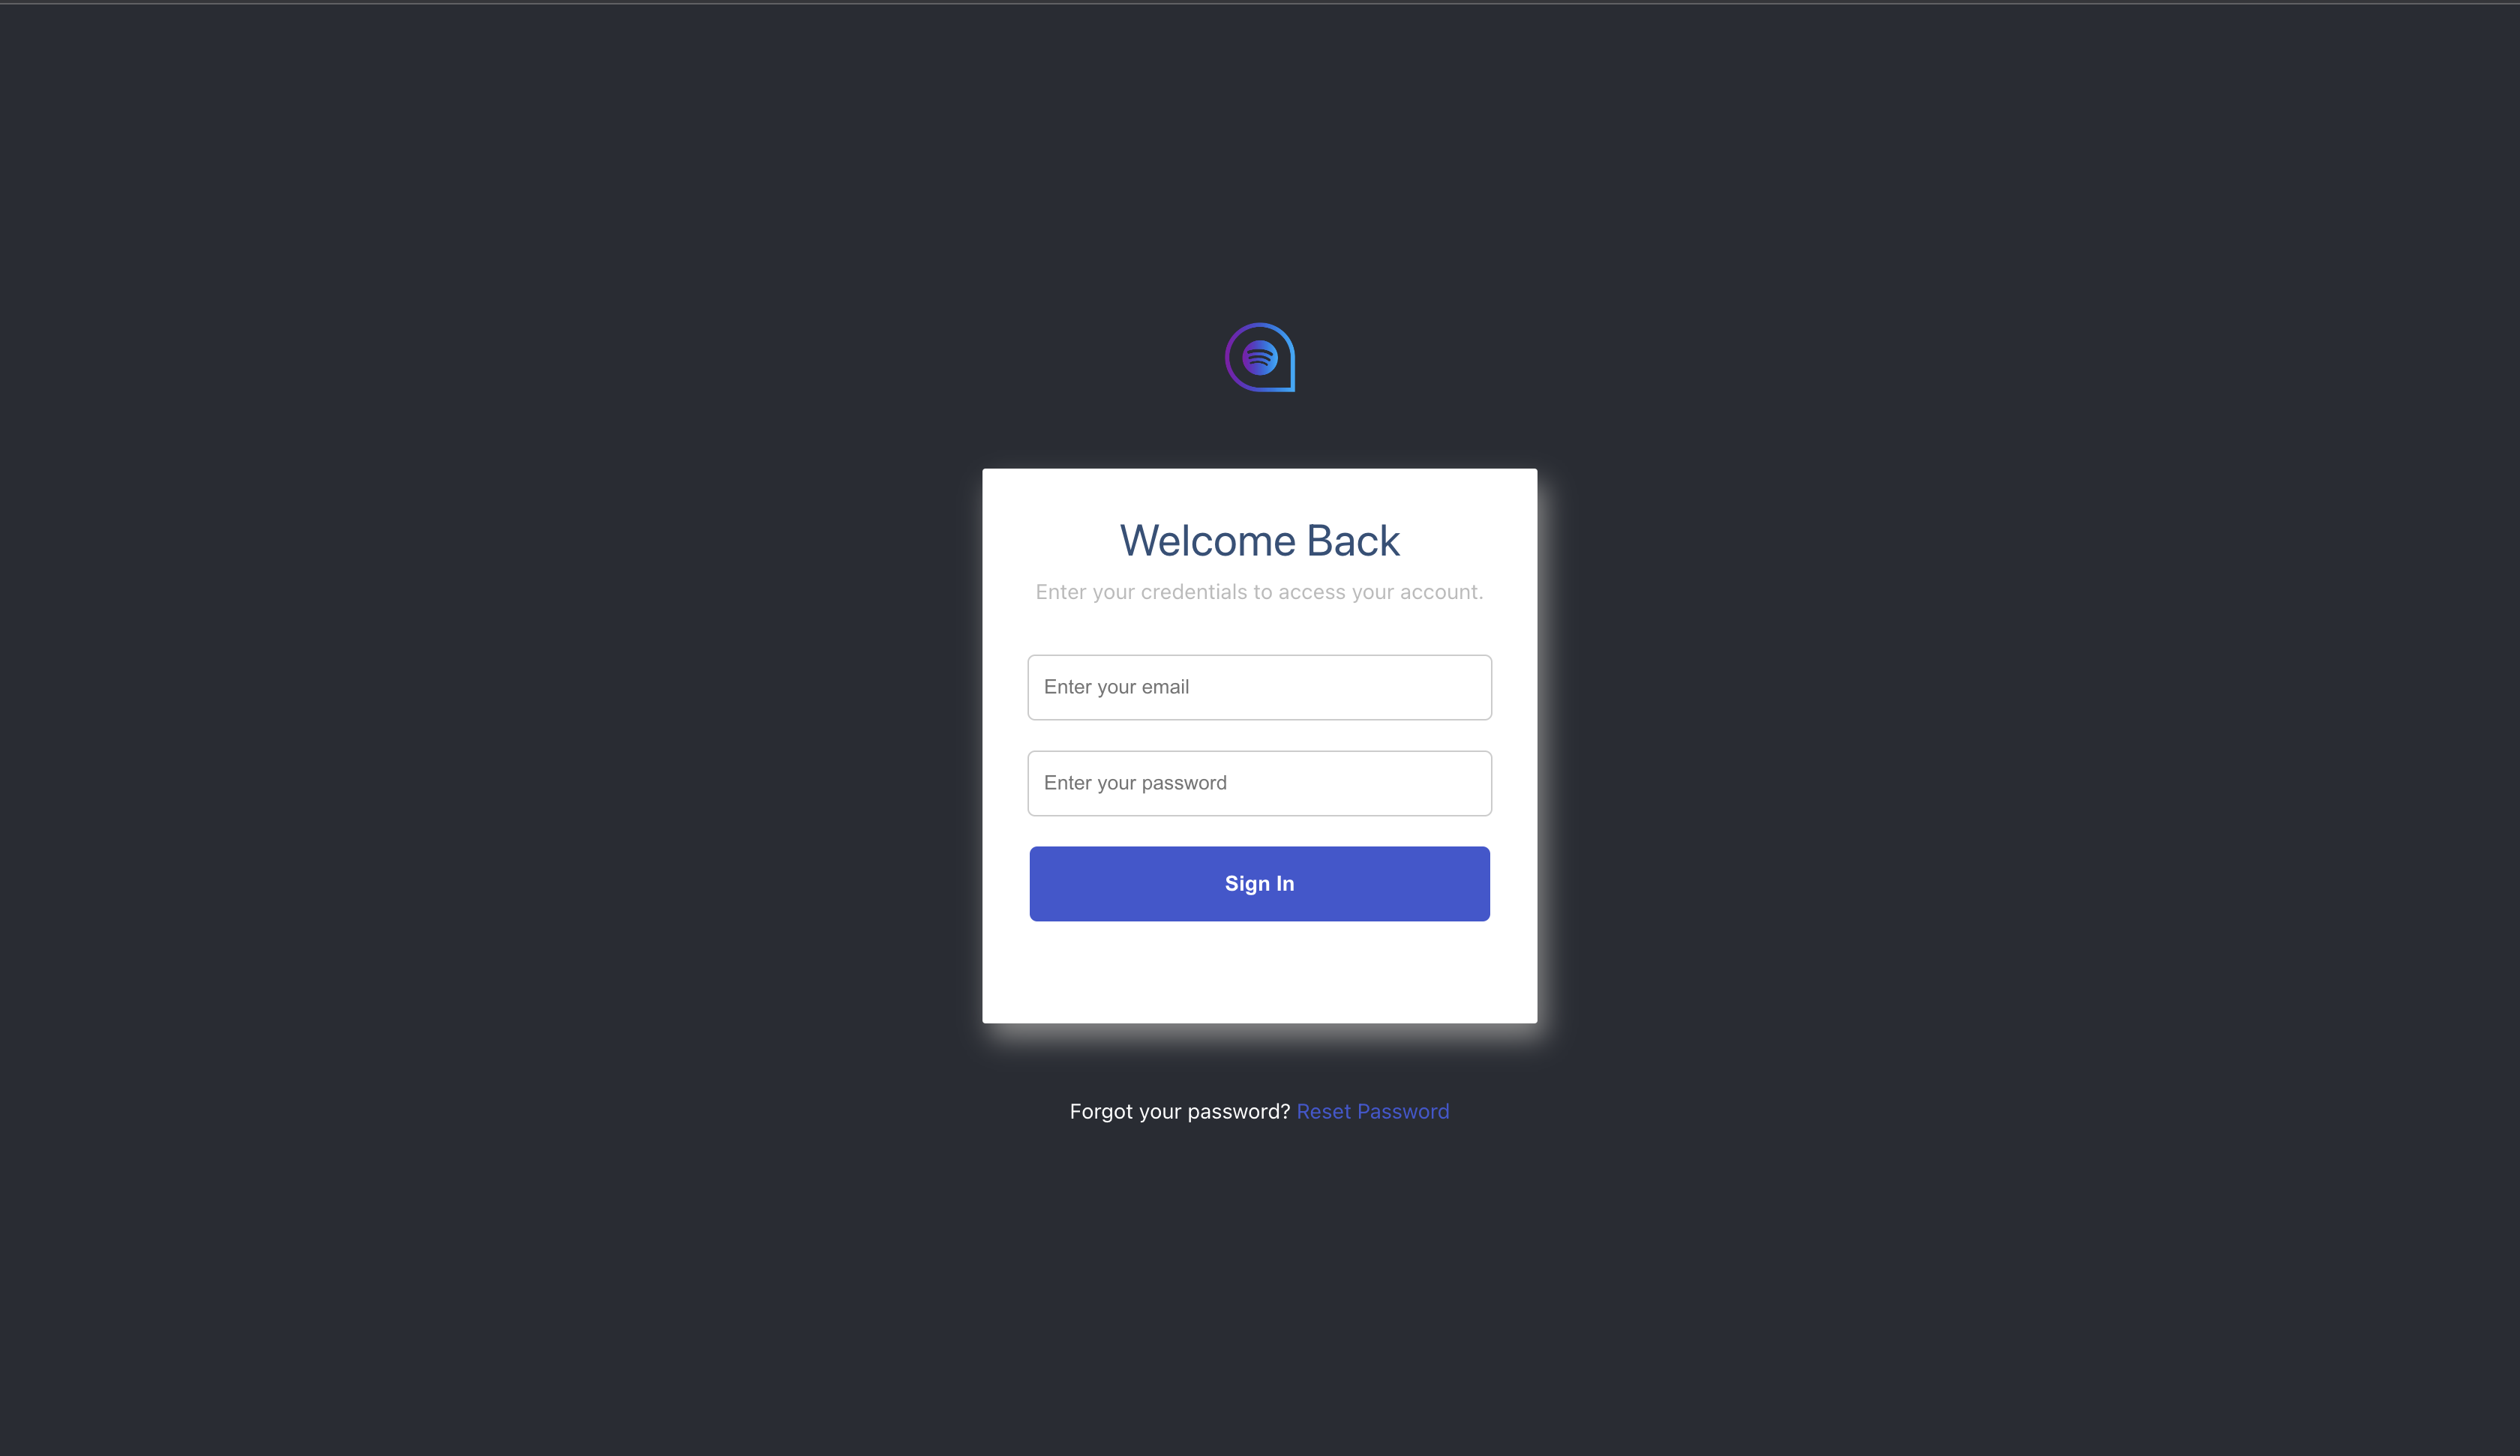 Welcome Back
Enter your credentials to access your account.
Enter your email
Enter your password
Sign In
Forgot your password? Reset Password